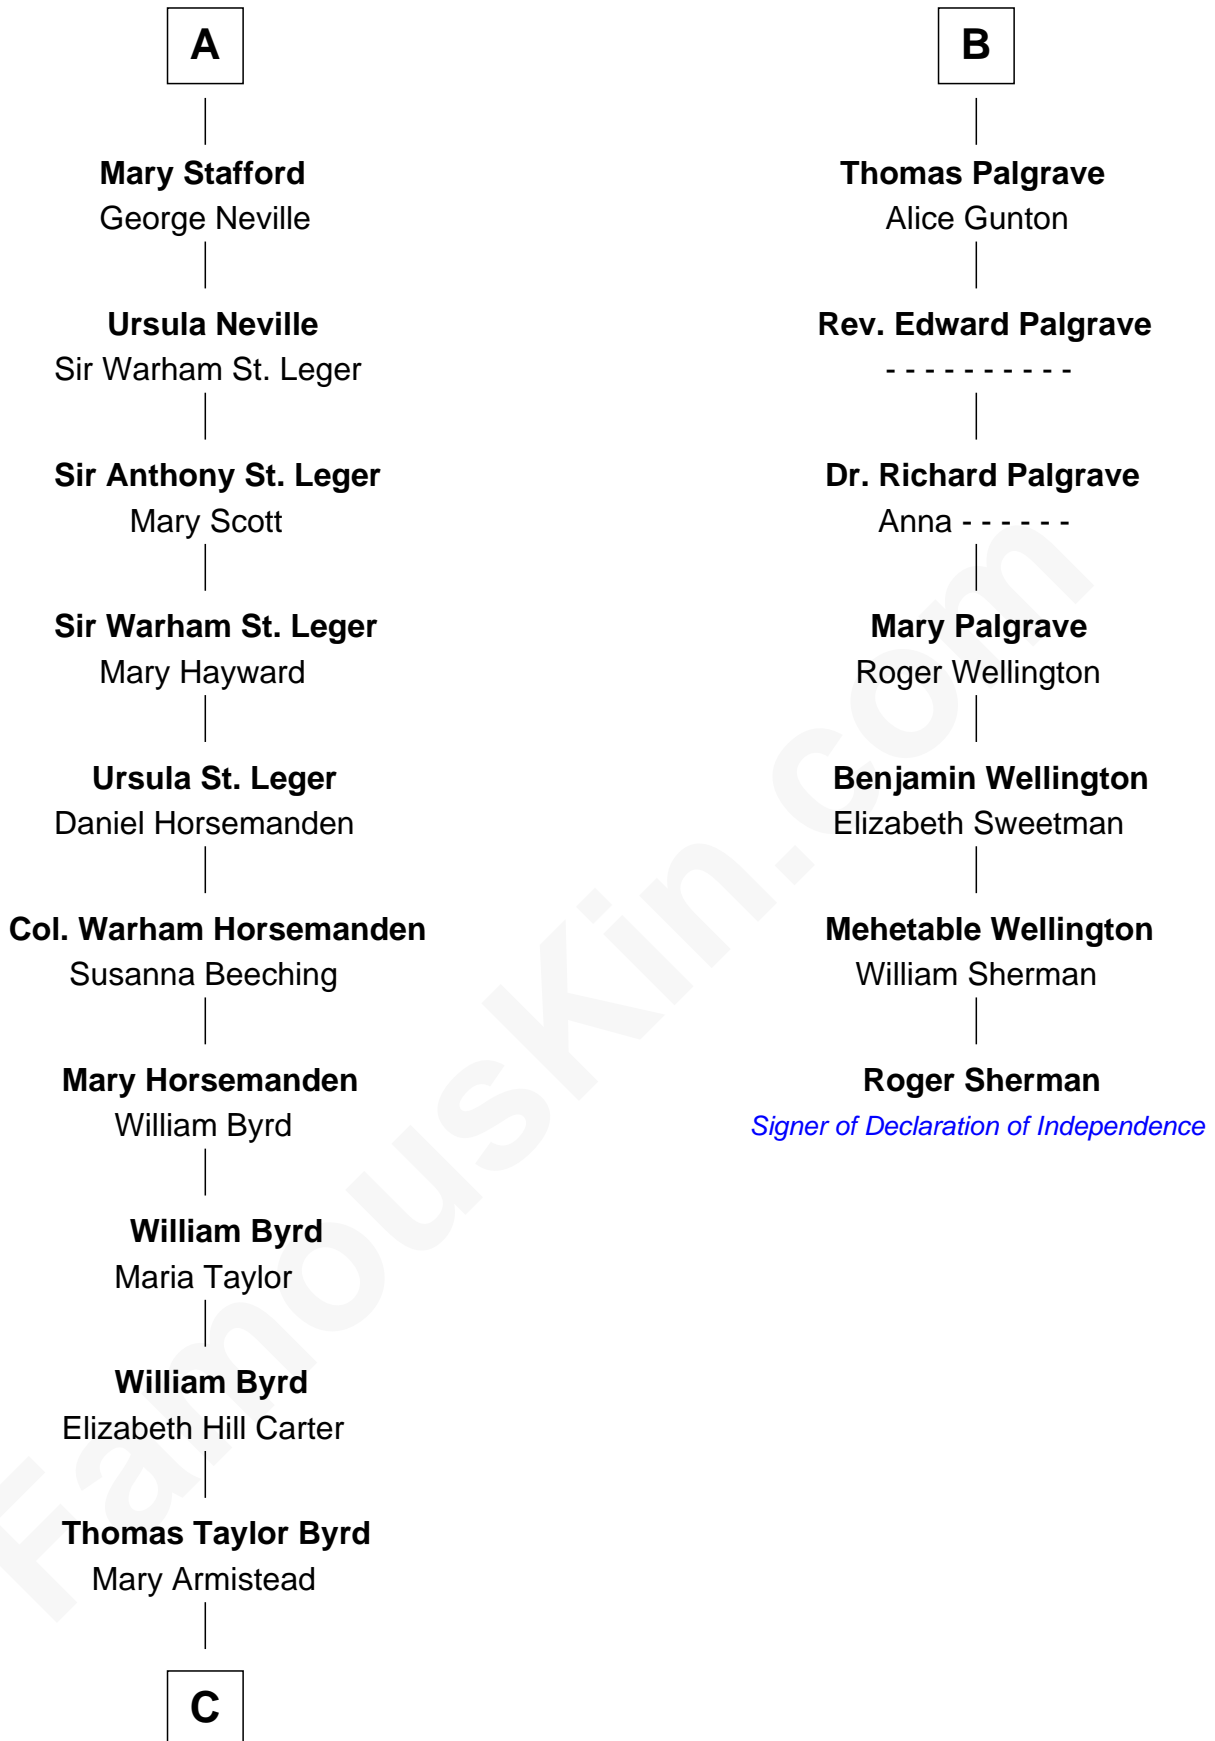 A
Mary Stafford
George Neville
Ursula Neville
Sir Warham St. Leger
Sir Anthony St. Leger
Mary Scott
Sir Warham St. Leger
Mary Hayward
Ursula St. Leger
Daniel Horsemanden
Col. Warham Horsemanden
Susanna Beeching
Mary Horsemanden
William Byrd
William Byrd
Maria Taylor
William Byrd
Elizabeth Hill Carter
Thomas Taylor Byrd
Mary Armistead
C
B
Thomas Palgrave
Alice Gunton
Rev. Edward Palgrave
- - - - - - - - - -
Dr. Richard Palgrave
Anna - - - - - -
Mary Palgrave
Roger Wellington
Benjamin Wellington
Elizabeth Sweetman
Mehetable Wellington
William Sherman
Roger Sherman
Signer of Declaration of Independence
FamousKin.com